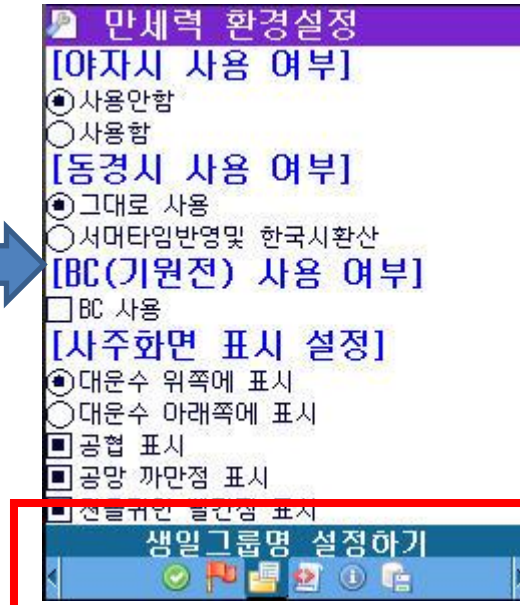 만세력 환경설정
[야자시 사용 여부]
사용안함
사용함
[동경시 사용 여부]
그대로 사용
서머타임반영및 한국시환산
[BC(기원전) 사용 여부]
BC 사용
[사주화면 표시 설정]
대운수 위쪽에 표시
대운수 아래쪽에 표시
공협 표시
공망 까만점 표시
표시
생일그룹명 설정하기